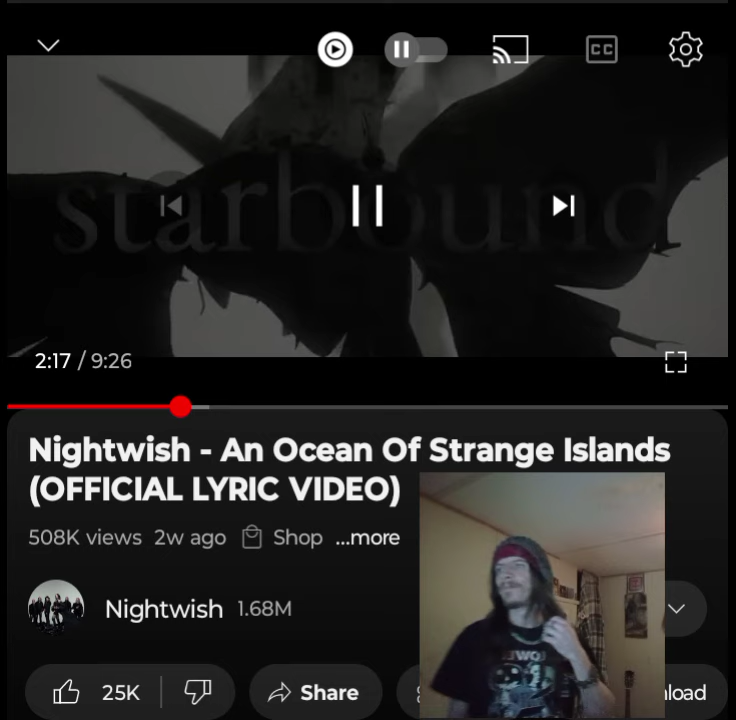 CC
starbound
2:17 / 9:26
Nightwish - An Ocean Of Strange Islands
(OFFICIAL LYRIC VIDEO)
508K views 2w ago Shop ...more
Nightwish 1.68M
25K Share